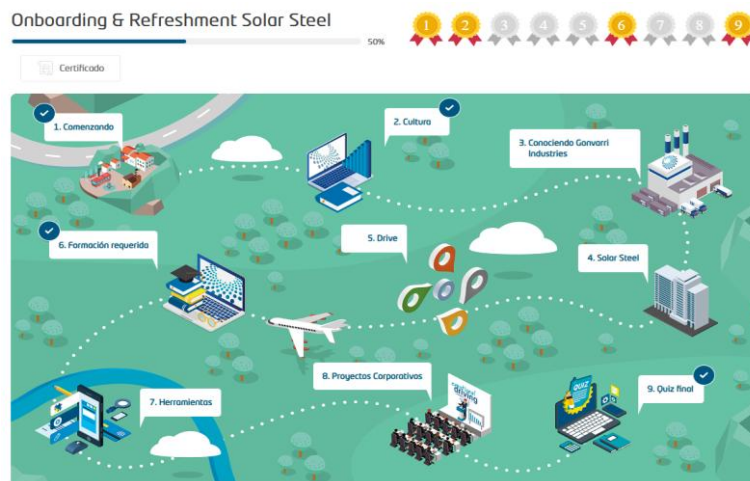 Onboarding & Refreshment Solar Steel
1 2 3 4 5 6 7 8 9
50%
Certificado
1. Comenzando
2. Cultura
3. Conociendo Gonvarri
Industries
6. Formación requerida
5. Drive
4. Solar Steel
7. Herramientas
8. Proyectos Corporativos
driving
QUIZ
9. Quiz final